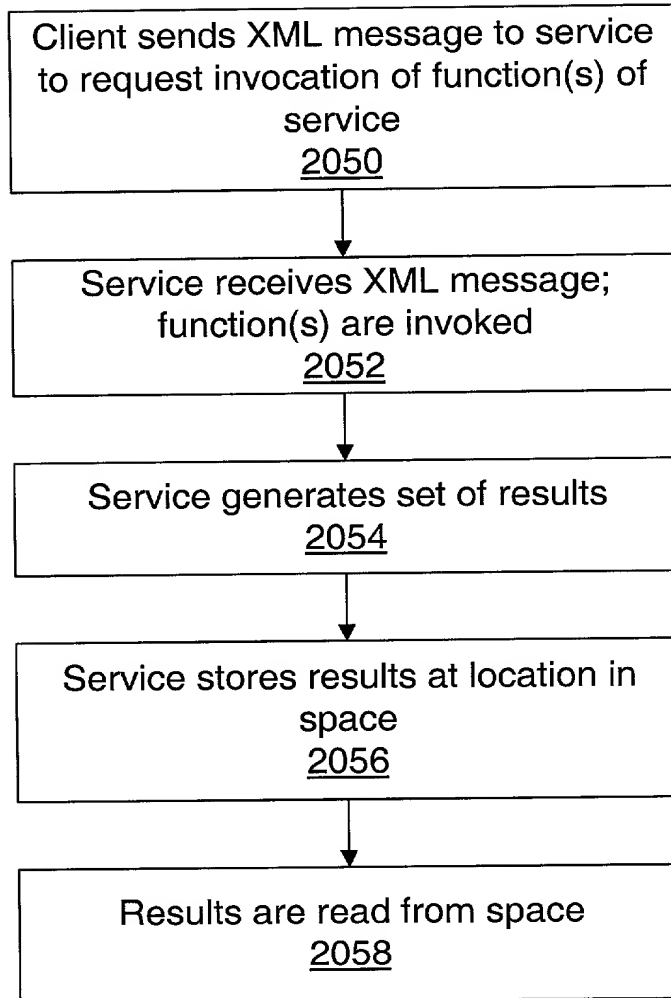 Client sends XML message to service
to request invocation of function(s) of
service
2050
Service receives XML message;
function(s) are invoked
2052
Service generates set of results
2054
Service stores results at location in
space
2056
Results are read from space
2058